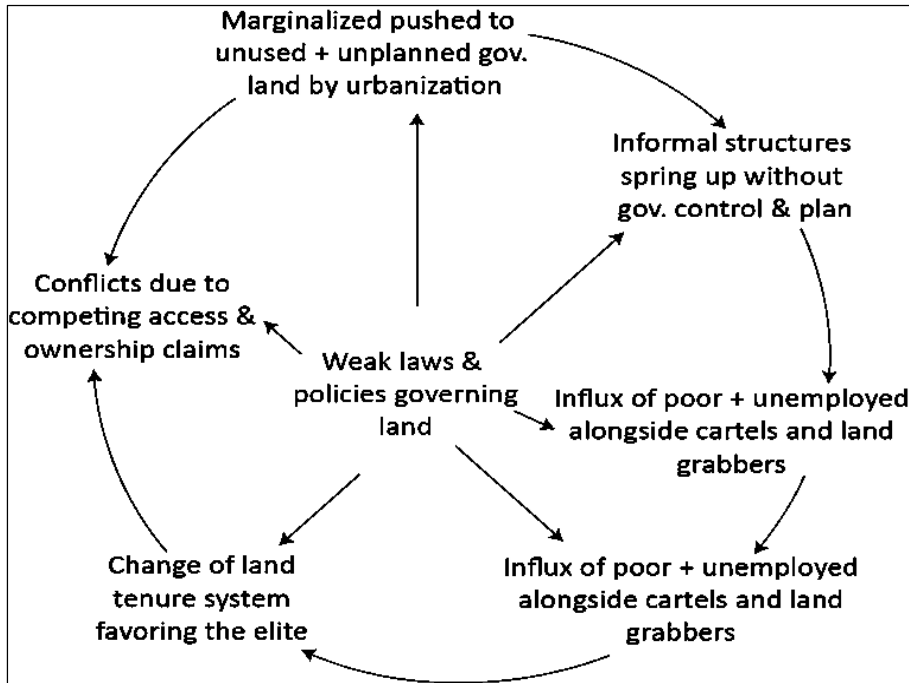 Marginalized pushed to
unused + unplanned gov.
land by urbanization
Informal structures
spring up without
gov. control & plan
Conflicts due to
competing access &
ownership claims
Weak laws &
policies governing
land
Influx of poor + unemployed
alongside cartels and land
grabbers
Change of land
tenure system
favoring the elite
Influx of poor + unemployed
alongside cartels and land
grabbers